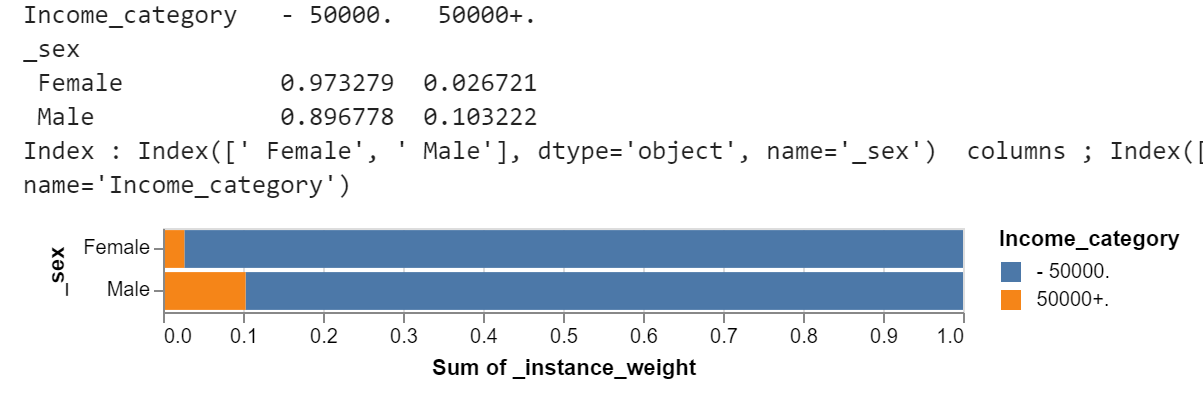 Income_category   - 50000.   50000+.
_sex
 Female            0.973279  0.026721
 Male              0.896778  0.103222
Index : Index([' Female', ' Male'], dtype='object', name='_sex')  columns ; Index([
name='Income_category')
_sex
Female
Male
0.0 0.1 0.2 0.3 0.4 0.5 0.6 0.7 0.8 0.9 1.0
Sum of _instance_weight
Income_category
- 50000.
50000+.